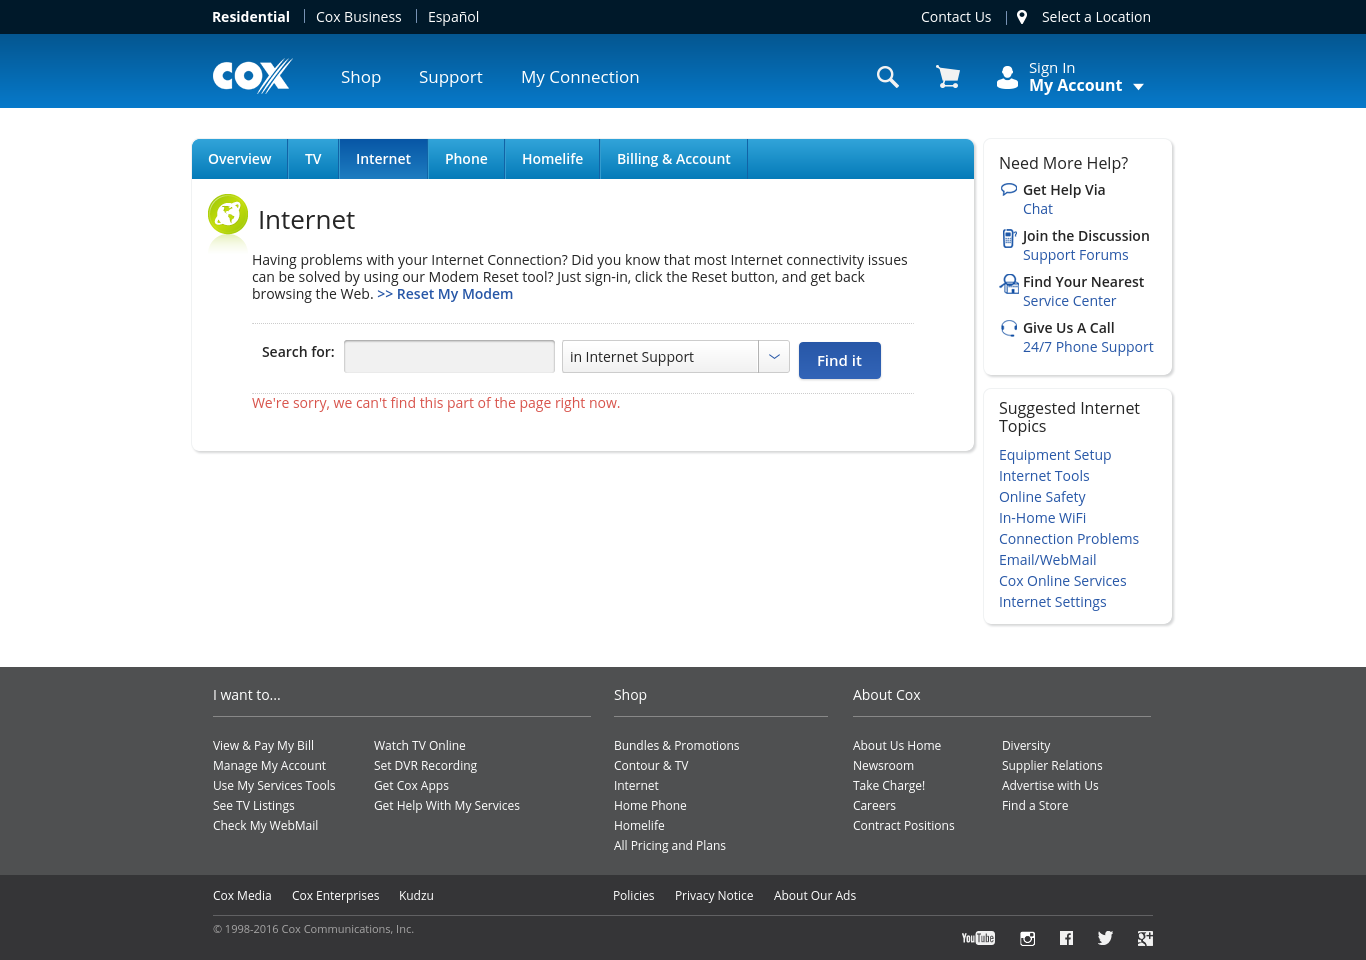 Residential
Cox Business
Español
Contact Us
Select a Location
COX
Shop
Support
My Connection
Sign In
My Account
Overview
TV
Internet
Phone
Homelife
Billing & Account
Internet
Having problems with your Internet Connection? Did you know that most Internet connectivity issues
can be solved by using our Modem Reset tool? Just sign-in, click the Reset button, and get back
browsing the Web. >> Reset My Modem
Search for:
in Internet Support
Find it
We're sorry, we can't find this part of the page right now.
Need More Help?
Get Help Via
Chat
Join the Discussion
Support Forums
Find Your Nearest
Service Center
Give Us A Call
24/7 Phone Support
Suggested Internet
Topics
Equipment Setup
Internet Tools
Online Safety
In-Home WiFi
Connection Problems
Email/WebMail
Cox Online Services
Internet Settings
I want to...
View & Pay My Bill
Manage My Account
Use My Services Tools
See TV Listings
Check My WebMail
Watch TV Online
Set DVR Recording
Get Cox Apps
Get Help With My Services
Shop
Bundles & Promotions
Contour & TV
Internet
Home Phone
Homelife
All Pricing and Plans
About Cox
About Us Home
Newsroom
Take Charge!
Careers
Contract Positions
Diversity
Supplier Relations
Advertise with Us
Find a Store
Cox Media
Cox Enterprises
Kudzu
Policies
Privacy Notice
About Our Ads
© 1998-2016 Cox Communications, Inc.
YouTube